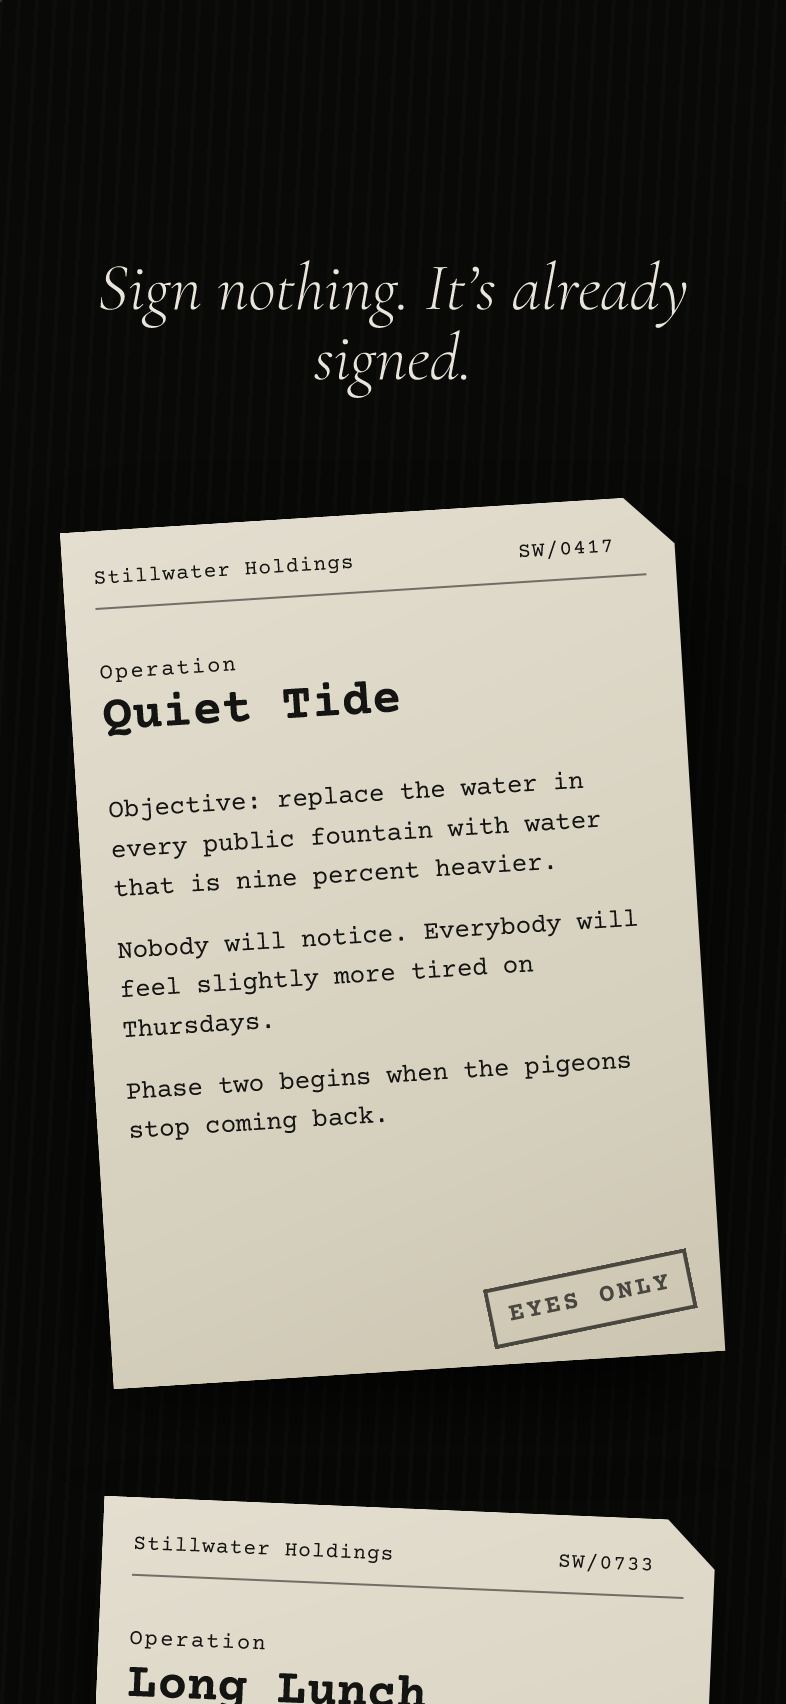 Sign nothing. It’s already
signed.
Stillwater Holdings SW/0417
Operation
Quiet Tide
Objective: replace the water in
every public fountain with water
that is nine percent heavier.
Nobody will notice. Everybody will
feel slightly more tired on
Thursdays.
Phase two begins when the pigeons
stop coming back.
EYES ONLY
Stillwater Holdings SW/0733
Operation
Long Lunch